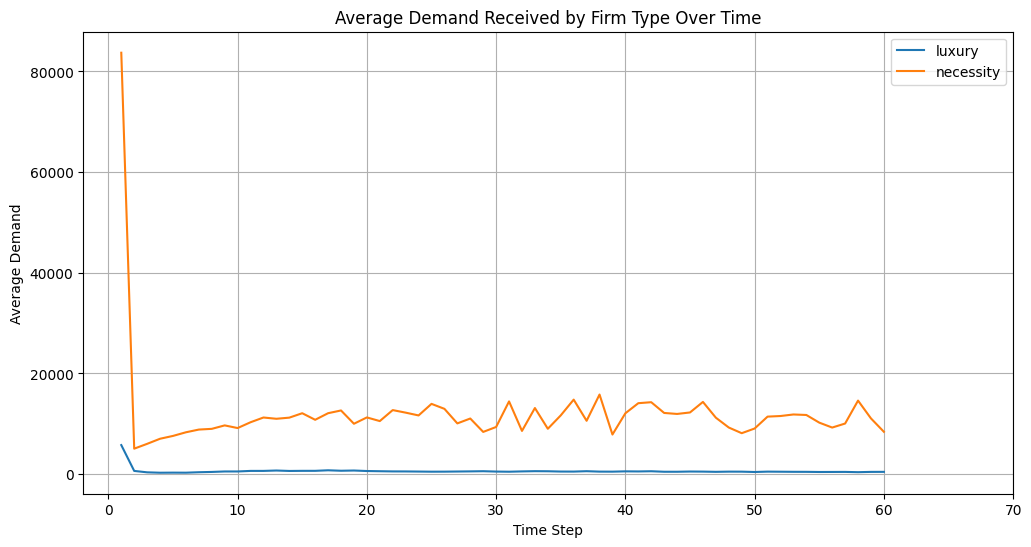 Average Demand Received by Firm Type Over Time
luxury
necessity
Average Demand
80000
60000
40000
20000
0
0 10 20 30 40 50 60 70
Time Step